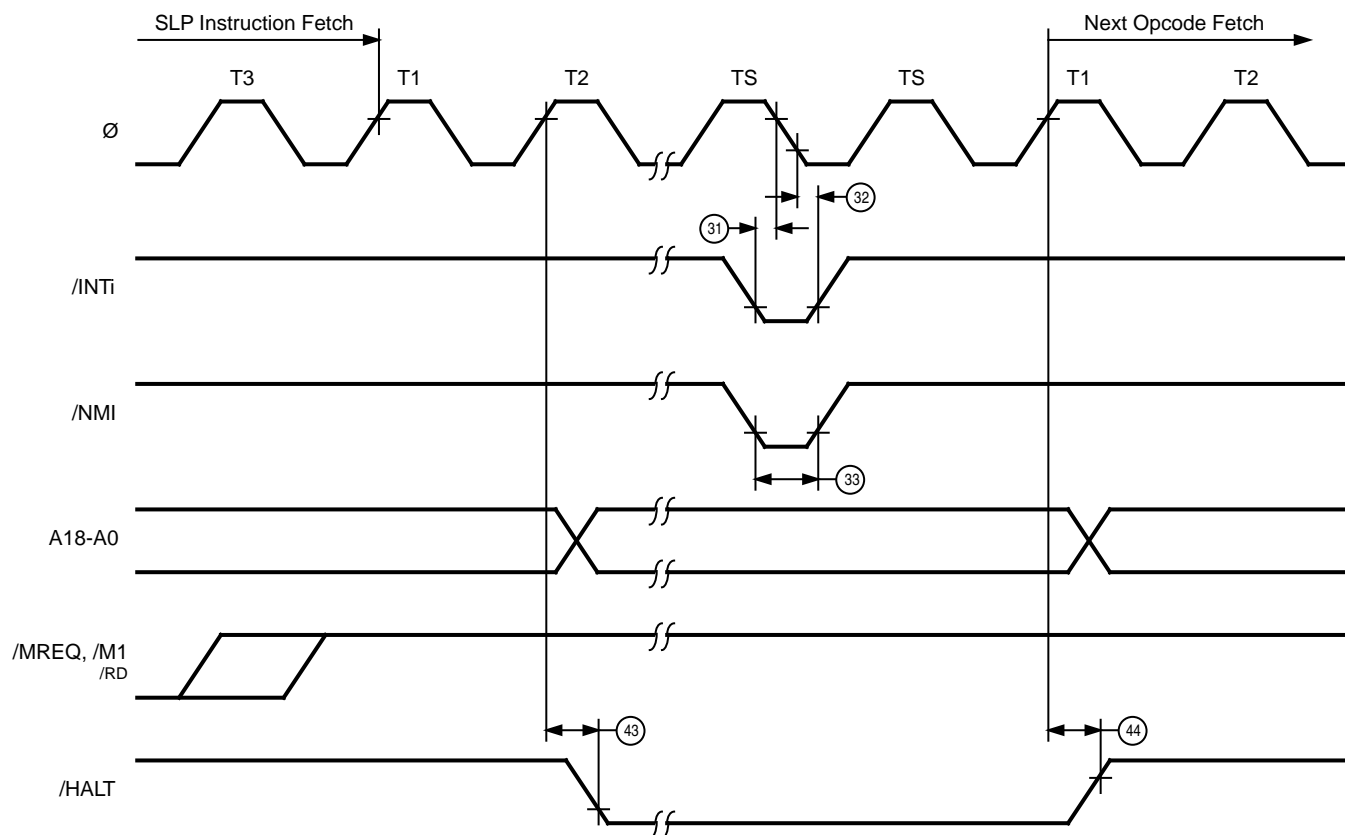 SLP Instruction Fetch
Next Opcode Fetch
T3 T1 T2 TS TS T1 T2
Ø
32
31
/INTi
/NMI
33
A18-A0
/MREQ, /M1
/RD
43 44
/HALT